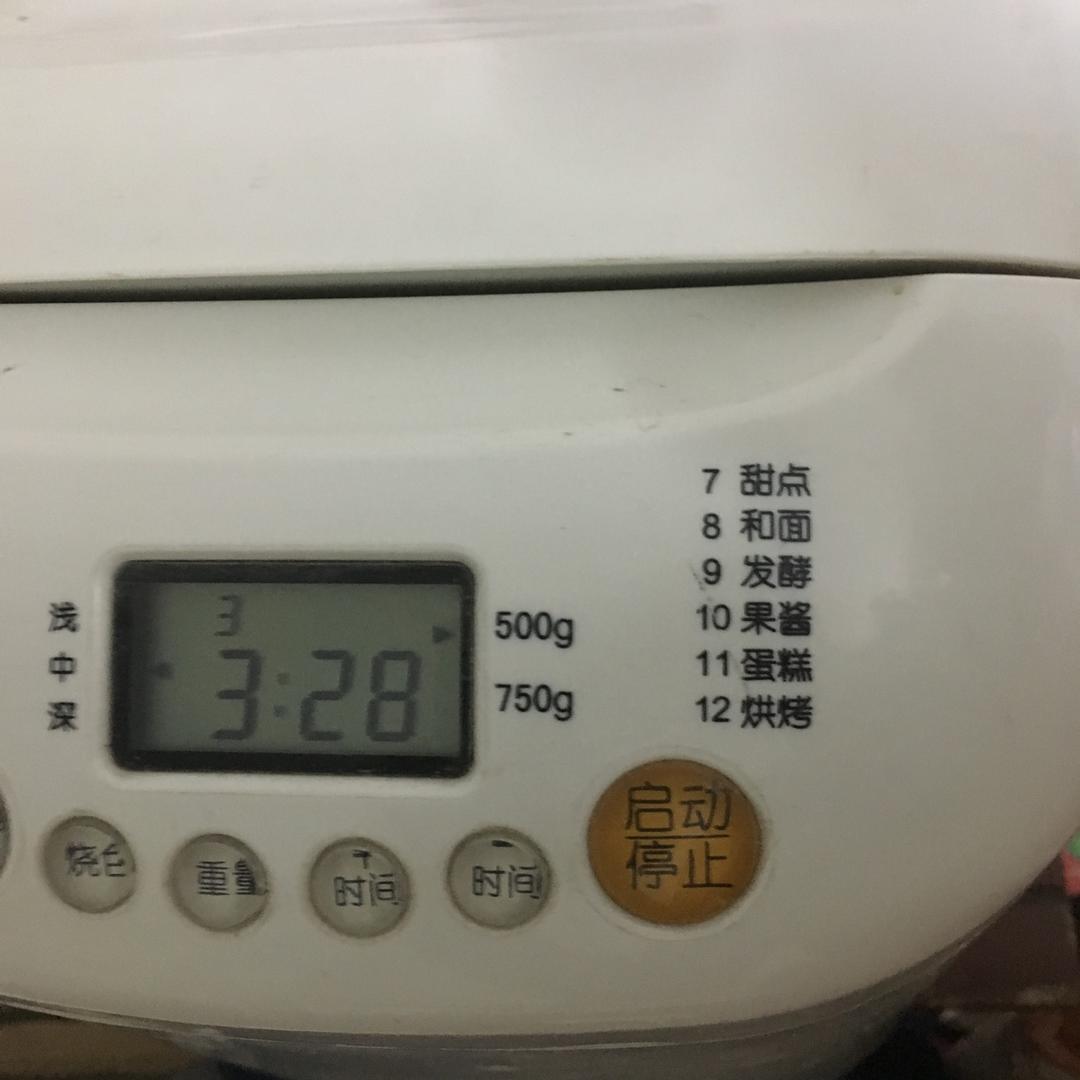 7 甜点
8 和面
9 发酵
10 果酱
11 蛋糕
12 烘烤
浅
中
深
3
3:28
500g
750g
烧色
重量
+
时间
-
时间
启动
停止